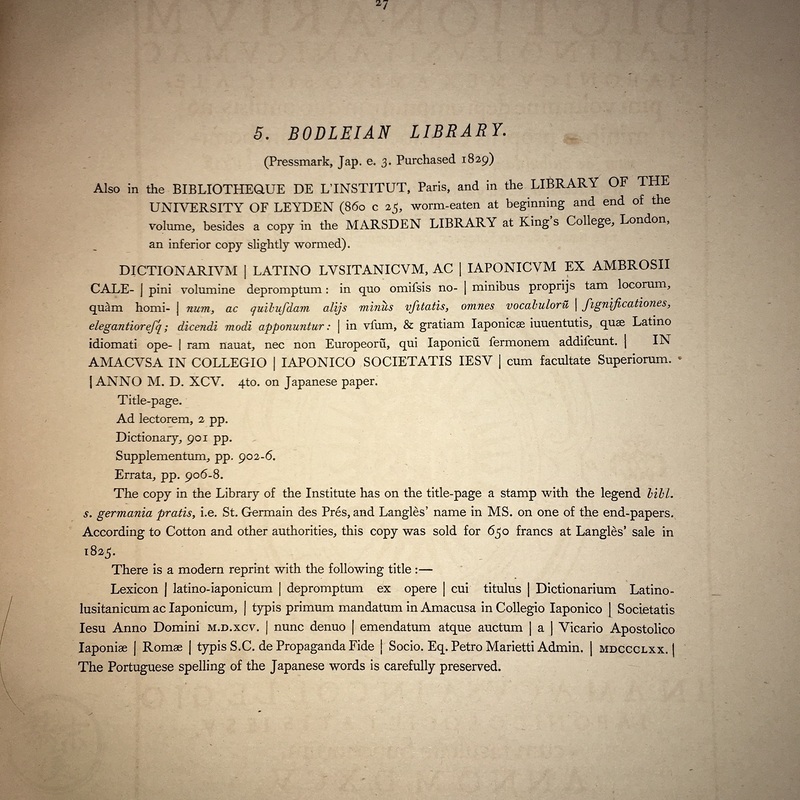 27
5. BODLEIAN LIBRARY.
(Pressmark, Jap. e. 3. Purchased 1829)
Also in the BIBLIOTHEQUE DE L'INSTITUT, Paris, and in the LIBRARY OF THE
UNIVERSITY OF LEYDEN (860 c 25, worm-eaten at beginning and end of the
volume, besides a copy in the MARSDEN LIBRARY at King's College, London,
an inferior copy slightly wormed).
DICTIONARIVM | LATINO LVSITANICVM, AC | IAPONICVM EX AMBROSII
CALE- | pini volumine depromptum : in quo omiſsis no- | minibus proprijs tam locorum,
quàm homi- | num, ac quibuſdam alijs minùs vſitatis, omnes vocabulorū | ſignificationes,
elegantioreſq́; dicendi modi apponuntur : | in vſum, & gratiam Iaponicæ iuuentutis, quæ Latino
idiomati ope- | ram nauat, nec non Europeorū, qui Iaponicū ſermonem addiſcunt. | IN
AMACVSA IN COLLEGIO | IAPONICO SOCIETATIS IESV | cum facultate Superiorum.
| ANNO M. D. XCV. 4to. on Japanese paper.
Title-page.
Ad lectorem, 2 pp.
Dictionary, 901 pp.
Supplementum, pp. 902-6.
Errata, pp. 906-8.
The copy in the Library of the Institute has on the title-page a stamp with the legend bibl.
s. germania pratis, i.e. St. Germain des Prés, and Langlès' name in MS. on one of the end-papers.
According to Cotton and other authorities, this copy was sold for 650 francs at Langlès' sale in
1825.
There is a modern reprint with the following title :—
Lexicon | latino-iaponicum | depromptum ex opere | cui titulus | Dictionarium Latino-
lusitanicum ac Iaponicum, | typis primum mandatum in Amacusa in Collegio Iaponico | Societatis
Iesu Anno Domini M.D.XCV. | nunc denuo | emendatum atque auctum | a | Vicario Apostolico
Iaponiæ | Romæ | typis S.C. de Propaganda Fide | Socio. Eq. Petro Marietti Admin. | MDCCCLXX. |
The Portuguese spelling of the Japanese words is carefully preserved.